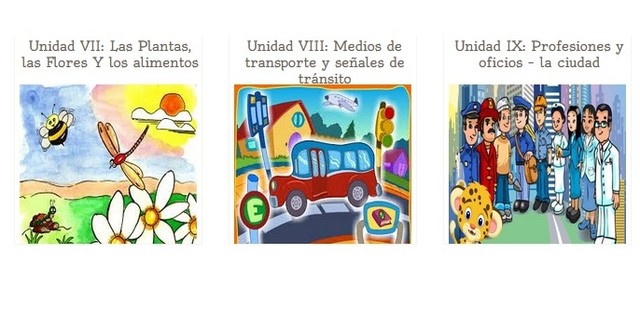 Unidad VII: Las Plantas,
las Flores Y los alimentos
Unidad VIII: Medios de
transporte y señales de
tránsito
Unidad IX: Profesiones y
oficios - la ciudad
E